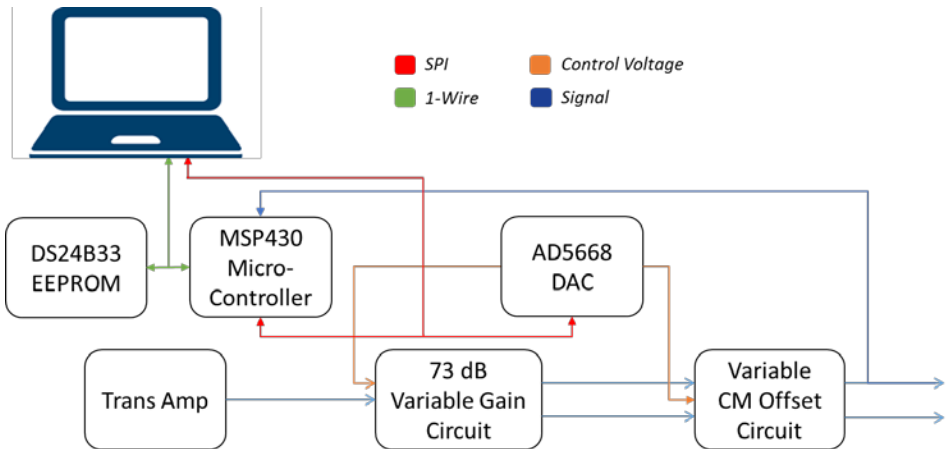 SPI
Control Voltage
1-Wire
Signal
DS24B33
EEPROM
MSP430
Micro-
Controller
AD5668
DAC
Trans Amp
73 dB
Variable Gain
Circuit
Variable
CM Offset
Circuit